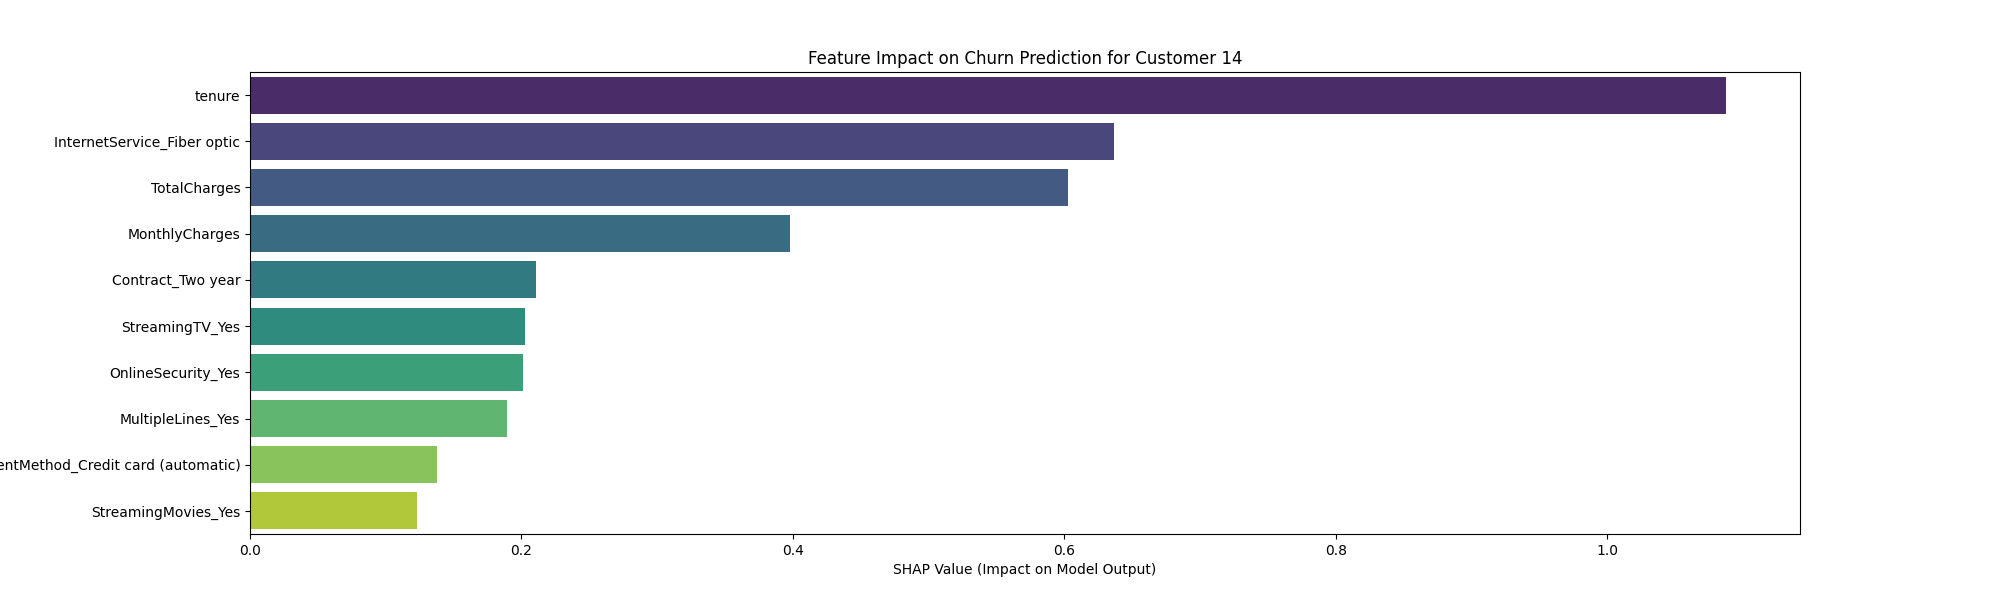 Feature Impact on Churn Prediction for Customer 14
tenure
InternetService_Fiber optic
TotalCharges
MonthlyCharges
Contract_Two year
StreamingTV_Yes
OnlineSecurity_Yes
MultipleLines_Yes
entMethod_Credit card (automatic)
StreamingMovies_Yes
0.0 0.2 0.4 0.6 0.8 1.0
SHAP Value (Impact on Model Output)